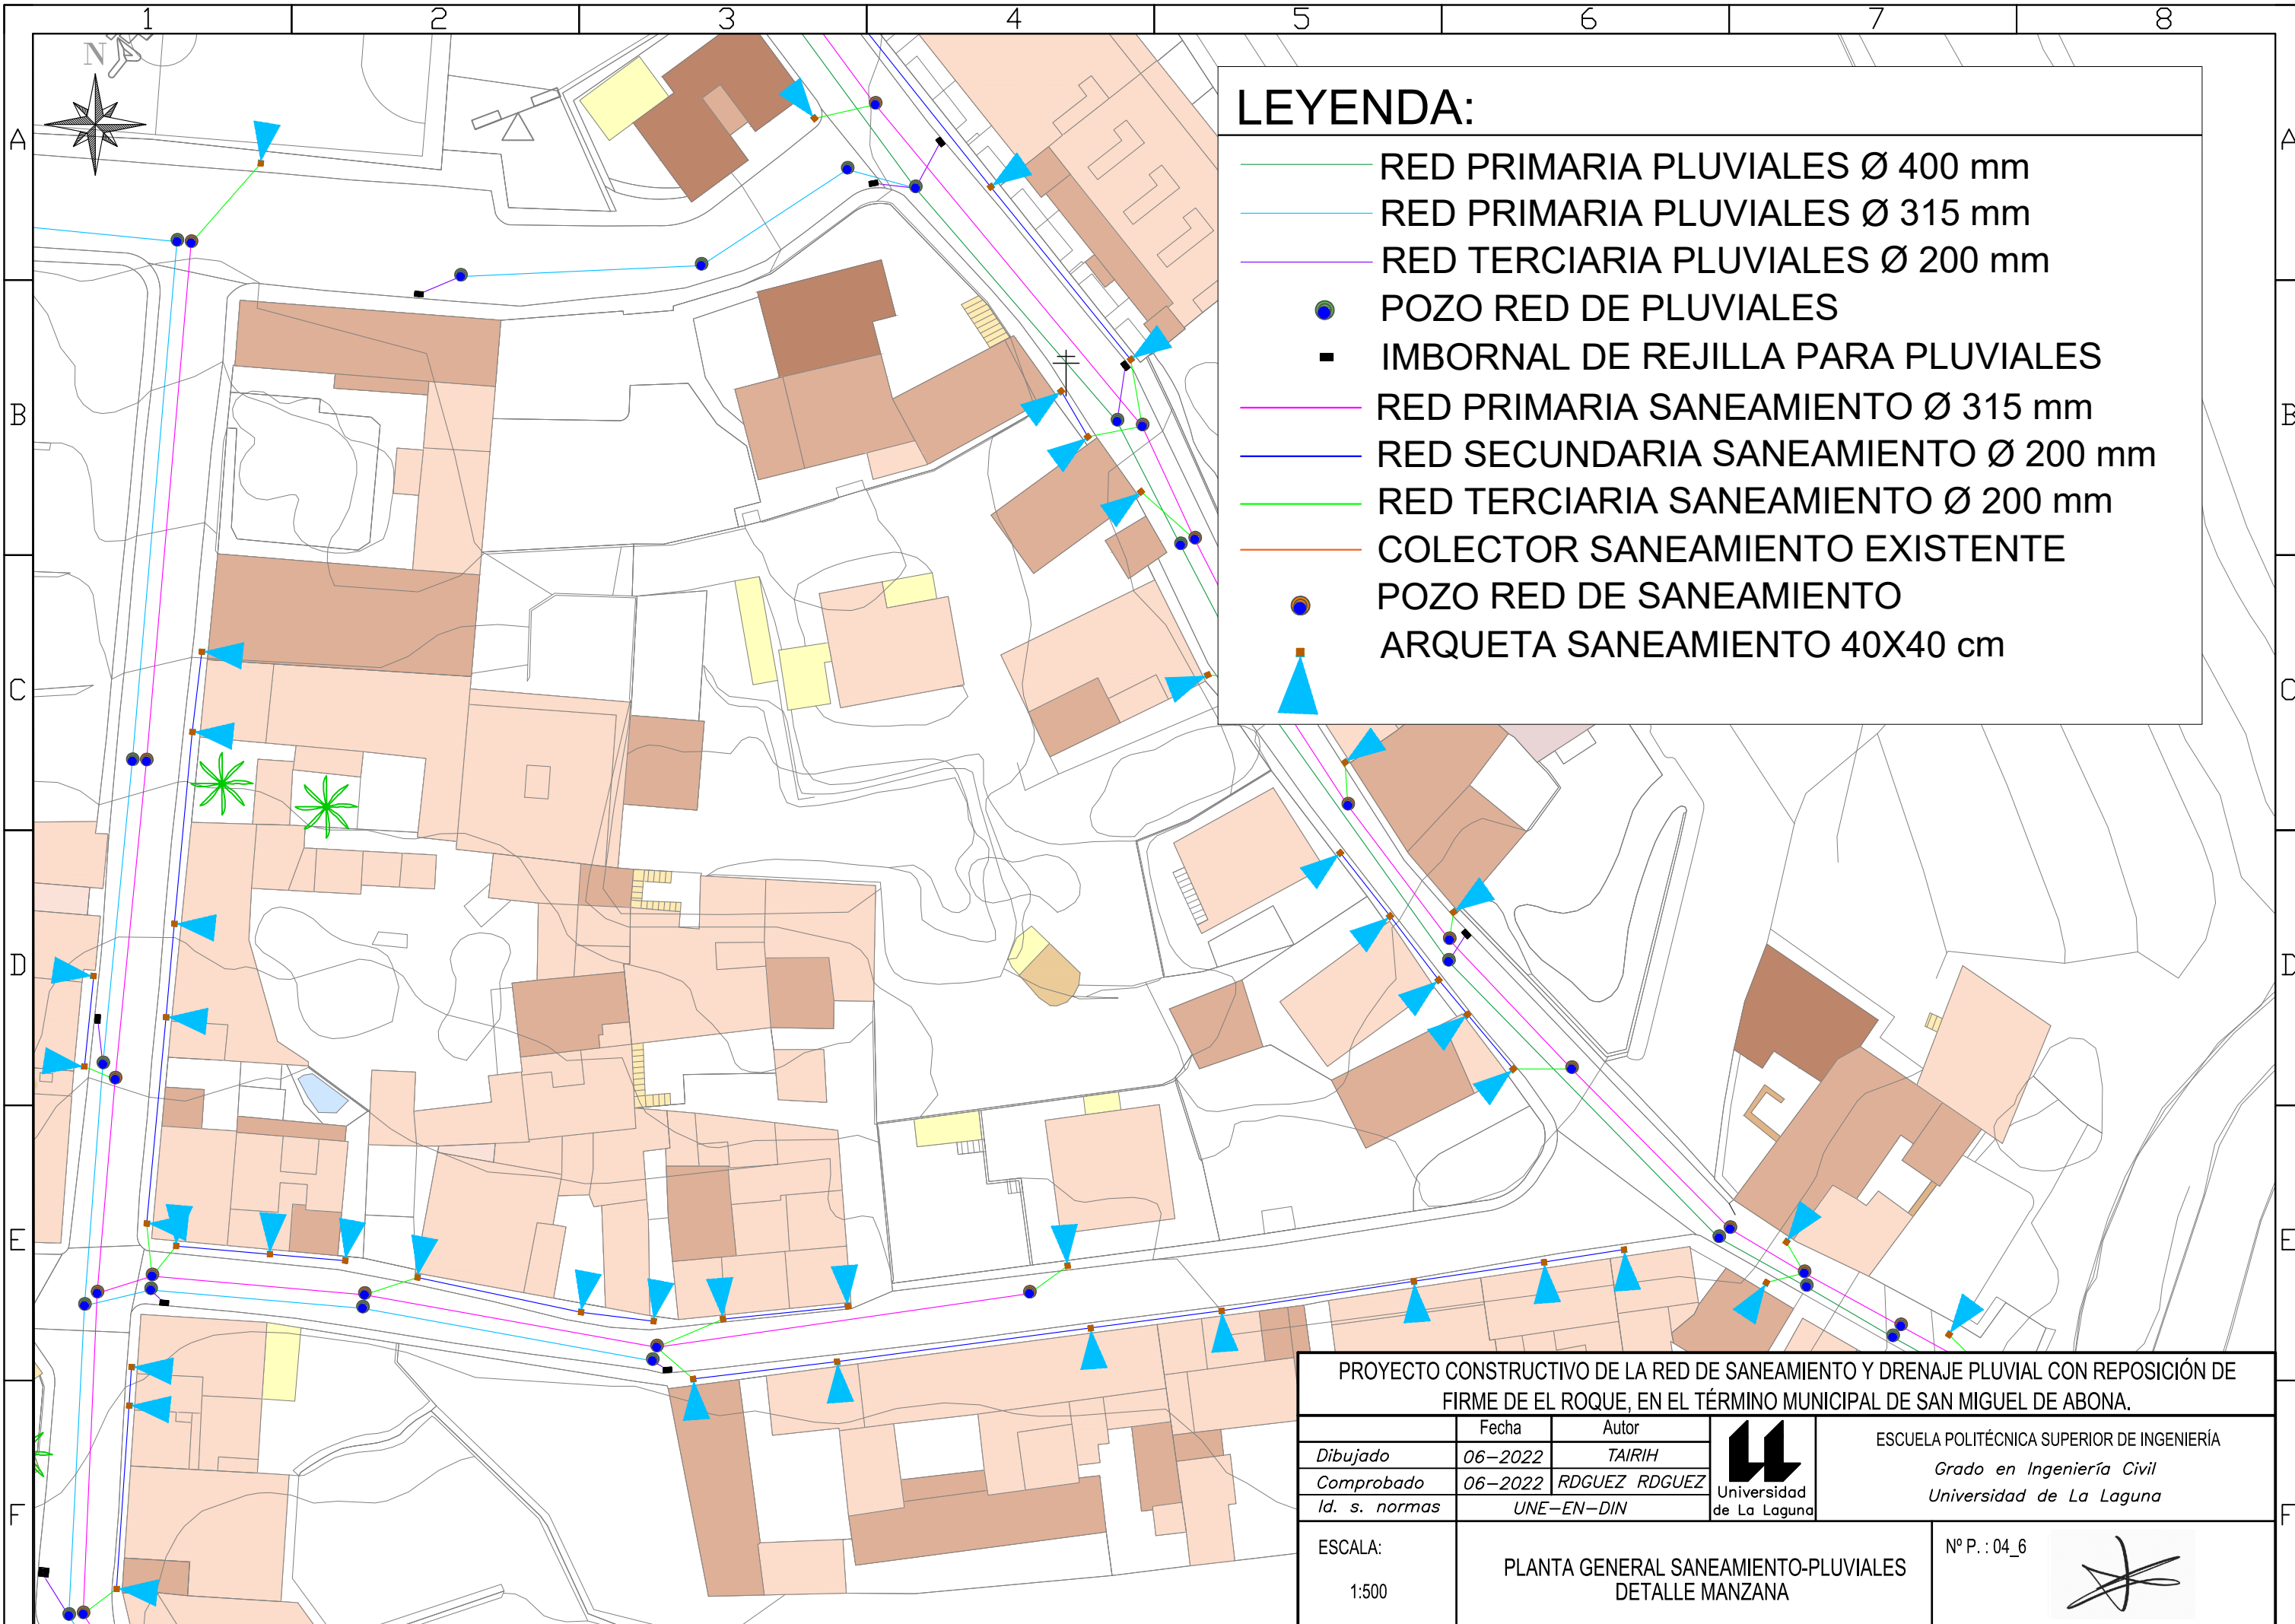 1 2 3 4 5 6 7 8
N
A A
B B
C C
D D
E E
F F
LEYENDA:
RED PRIMARIA PLUVIALES Ø 400 mm
RED PRIMARIA PLUVIALES Ø 315 mm
RED TERCIARIA PLUVIALES Ø 200 mm
POZO RED DE PLUVIALES
IMBORNAL DE REJILLA PARA PLUVIALES
RED PRIMARIA SANEAMIENTO Ø 315 mm
RED SECUNDARIA SANEAMIENTO Ø 200 mm
RED TERCIARIA SANEAMIENTO Ø 200 mm
COLECTOR SANEAMIENTO EXISTENTE
POZO RED DE SANEAMIENTO
ARQUETA SANEAMIENTO 40X40 cm
PROYECTO CONSTRUCTIVO DE LA RED DE SANEAMIENTO Y DRENAJE PLUVIAL CON REPOSICIÓN DE
FIRME DE EL ROQUE, EN EL TÉRMINO MUNICIPAL DE SAN MIGUEL DE ABONA.
Fecha Autor
Dibujado 06-2022 TAIRIH
Comprobado 06-2022 RDGUEZ RDGUEZ
Id. s. normas UNE-EN-DIN
Universidad
de La Laguna
ESCUELA POLITÉCNICA SUPERIOR DE INGENIERÍA
Grado en Ingeniería Civil
Universidad de La Laguna
ESCALA:
1:500
PLANTA GENERAL SANEAMIENTO-PLUVIALES
DETALLE MANZANA
Nº P. : 04_6